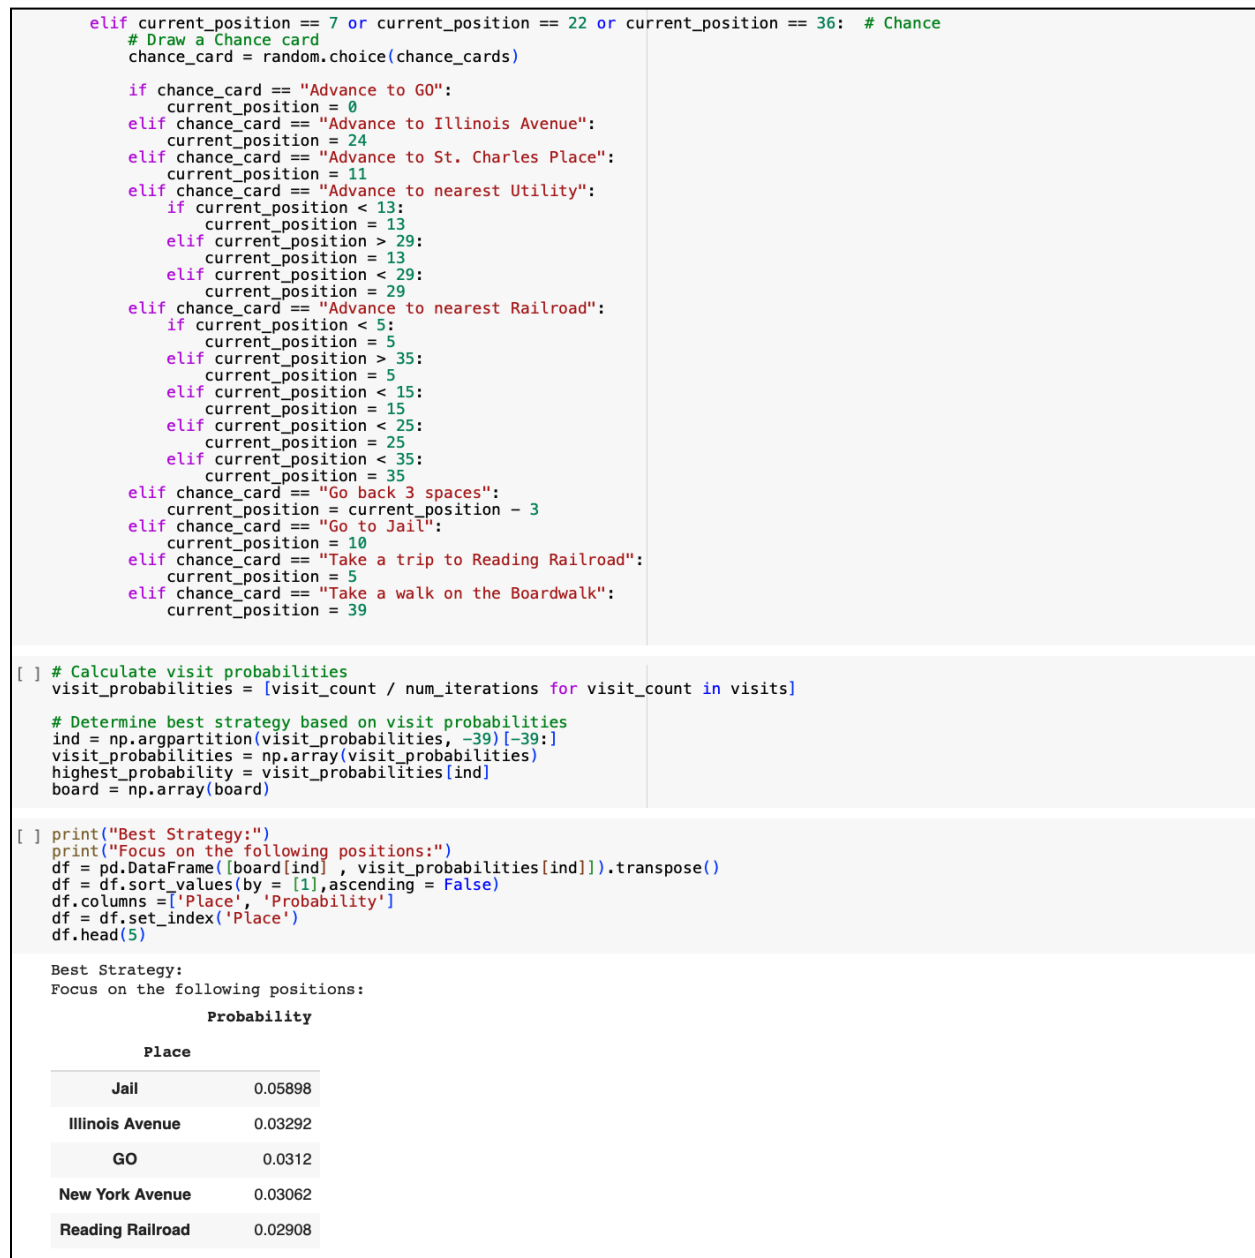 elif current_position == 7 or current_position == 22 or current_position == 36:  # Chance
# Draw a Chance card
chance_card = random.choice(chance_cards)
if chance_card == "Advance to GO":
current_position = 0
elif chance_card == "Advance to Illinois Avenue":
current_position = 24
elif chance_card == "Advance to St. Charles Place":
current_position = 11
elif chance_card == "Advance to nearest Utility":
if current_position < 13:
current_position = 13
elif current_position > 29:
current_position = 13
elif current_position < 29:
current_position = 29
elif chance_card == "Advance to nearest Railroad":
if current_position < 5:
current_position = 5
elif current_position > 35:
current_position = 5
elif current_position < 15:
current_position = 15
elif current_position < 25:
current_position = 25
elif current_position < 35:
current_position = 35
elif chance_card == "Go back 3 spaces":
current_position = current_position - 3
elif chance_card == "Go to Jail":
current_position = 10
elif chance_card == "Take a trip to Reading Railroad":
current_position = 5
elif chance_card == "Take a walk on the Boardwalk":
current_position = 39
[ ] # Calculate visit probabilities
visit_probabilities = [visit_count / num_iterations for visit_count in visits]
# Determine best strategy based on visit probabilities
ind = np.argpartition(visit_probabilities, -39)[-39:]
visit_probabilities = np.array(visit_probabilities)
highest_probability = visit_probabilities[ind]
board = np.array(board)
[ ] print("Best Strategy:")
print("Focus on the following positions:")
df = pd.DataFrame([board[ind] , visit_probabilities[ind]]).transpose()
df = df.sort_values(by = [1],ascending = False)
df.columns =['Place', 'Probability']
df = df.set_index('Place')
df.head(5)
Best Strategy:
Focus on the following positions:
Probability
Place
Jail 0.05898
Illinois Avenue 0.03292
GO 0.0312
New York Avenue 0.03062
Reading Railroad 0.02908